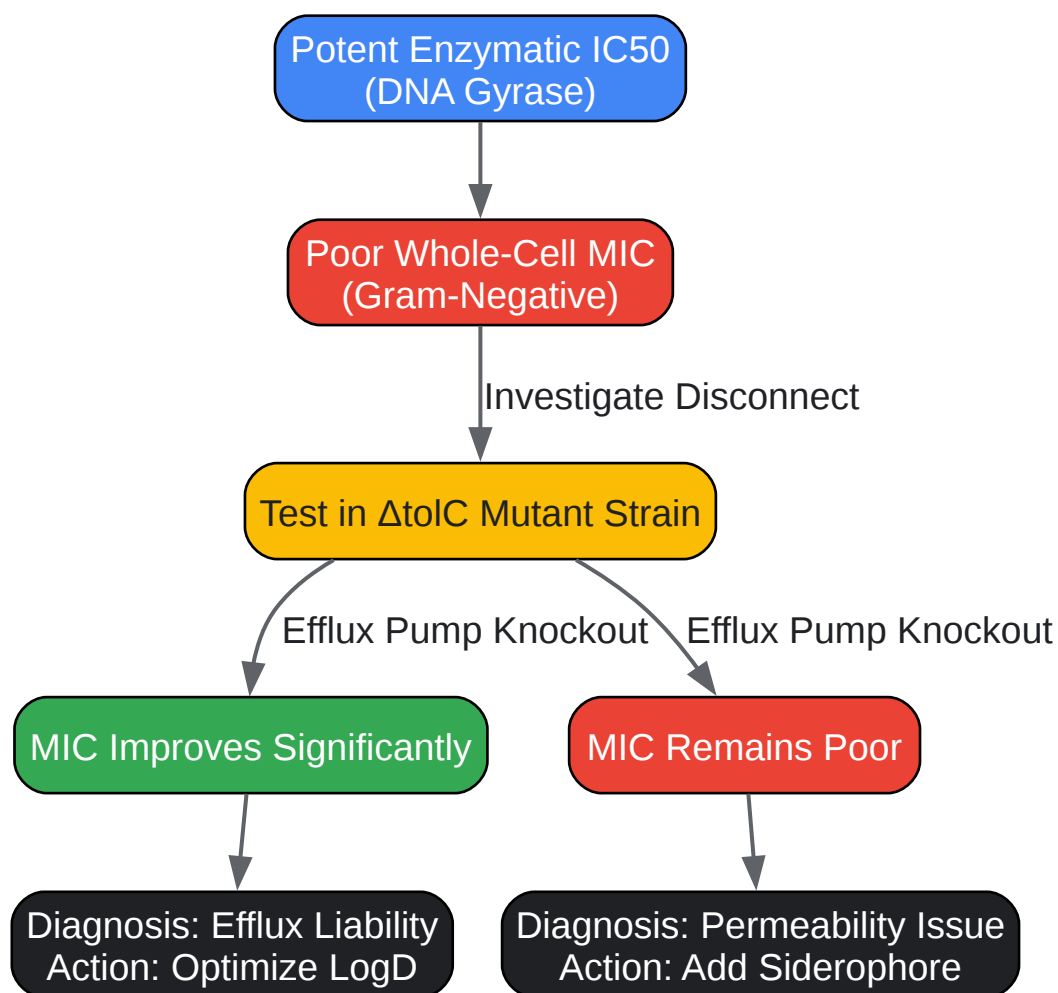 Potent Enzymatic IC50
(DNA Gyrase)
Poor Whole-Cell MIC
(Gram-Negative)
Investigate Disconnect
Test in ΔtolC Mutant Strain
Efflux Pump Knockout
Efflux Pump Knockout
MIC Improves Significantly
MIC Remains Poor
Diagnosis: Efflux Liability
Action: Optimize LogD
Diagnosis: Permeability Issue
Action: Add Siderophore